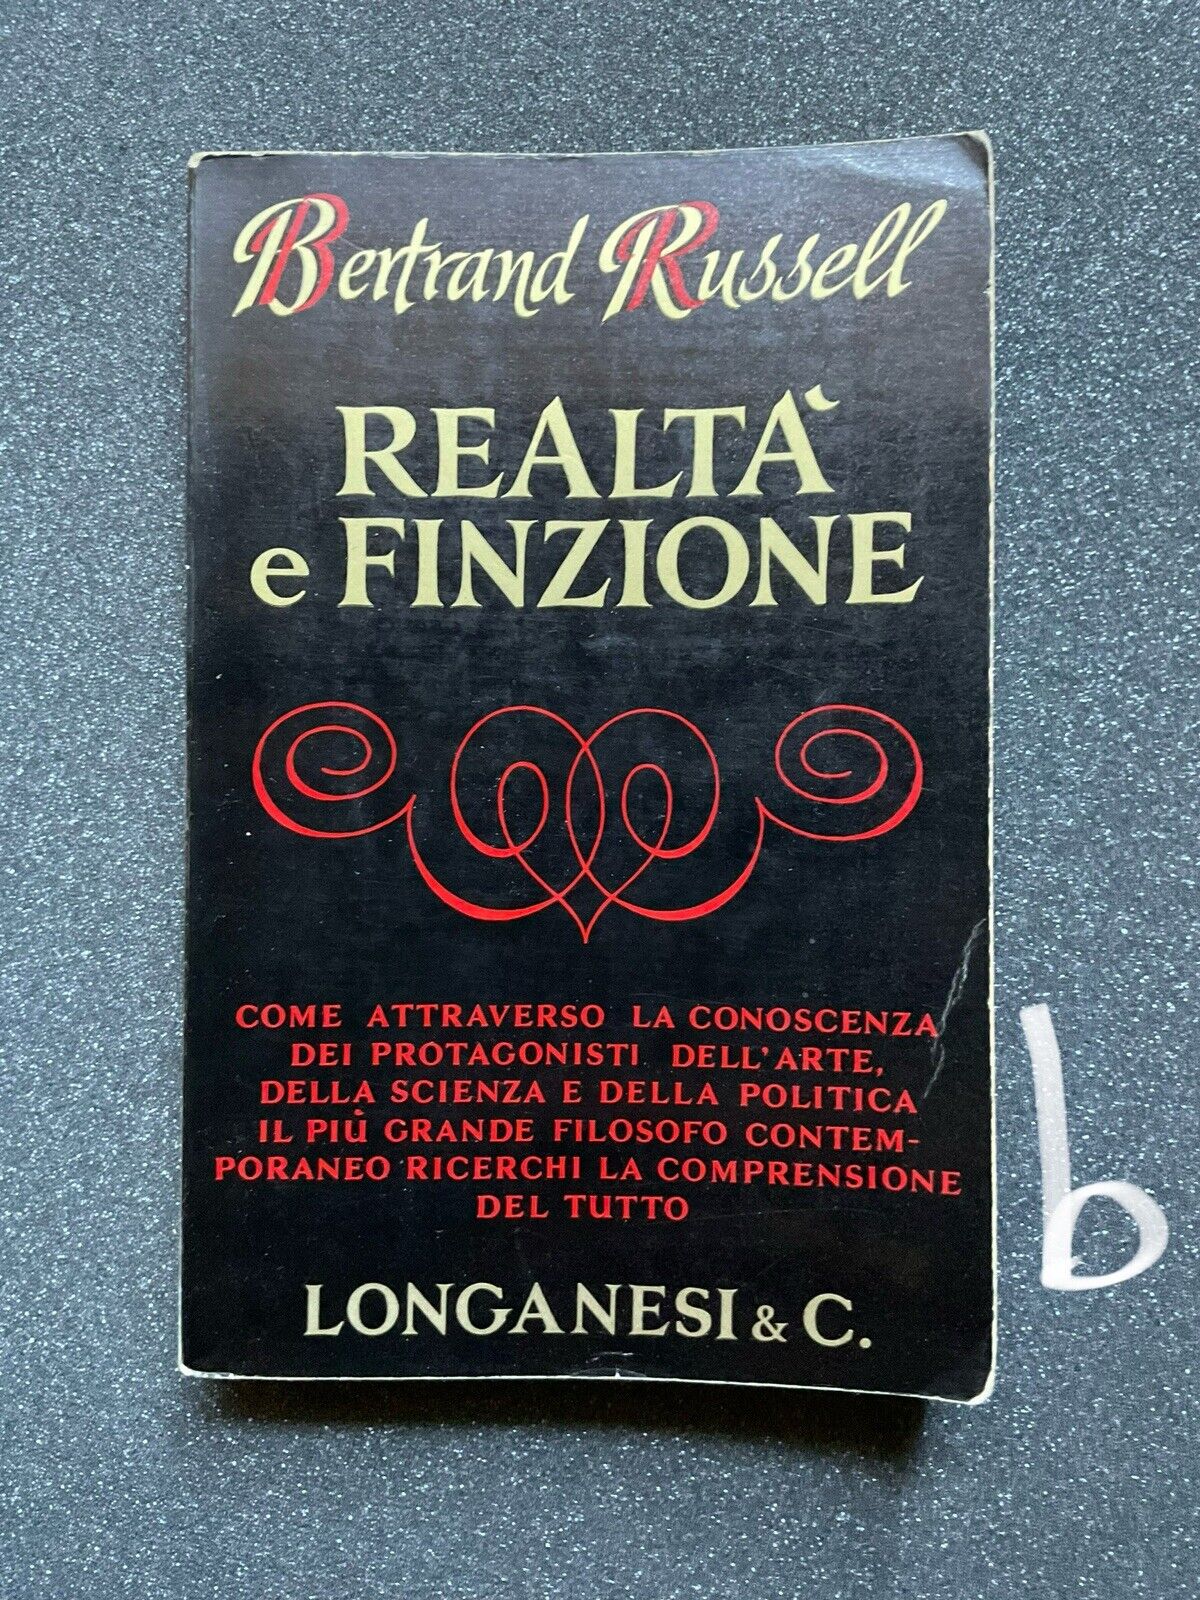 Bertrand Russell
REALTÀ
e FINZIONE
COME ATTRAVERSO LA CONOSCENZA
DEI PROTAGONISTI DELL'ARTE,
DELLA SCIENZA E DELLA POLITICA
IL PIÙ GRANDE FILOSOFO CONTEM-
PORANEO RICERCHI LA COMPRENSIONE
DEL TUTTO
LONGANESI & C.
b